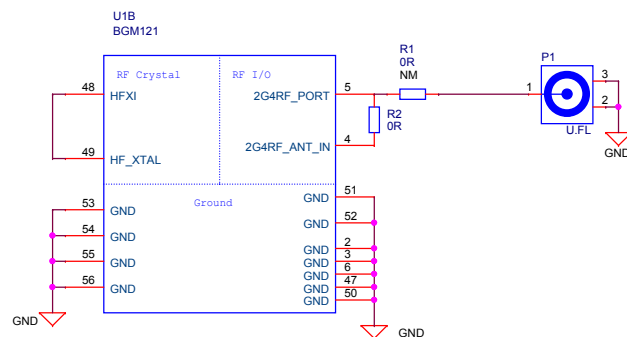 U1B
BGM121
RF Crystal
RF I/O
48
HFXI
49
HF_XTAL
5
2G4RF_PORT
4
2G4RF_ANT_IN
R1
0R
NM
R2
0R
P1
1
3
2
U.FL
GND
Ground
53
GND
54
GND
55
GND
56
GND
51
GND
52
GND
2
GND
3
GND
6
GND
47
GND
50
GND
GND
GND